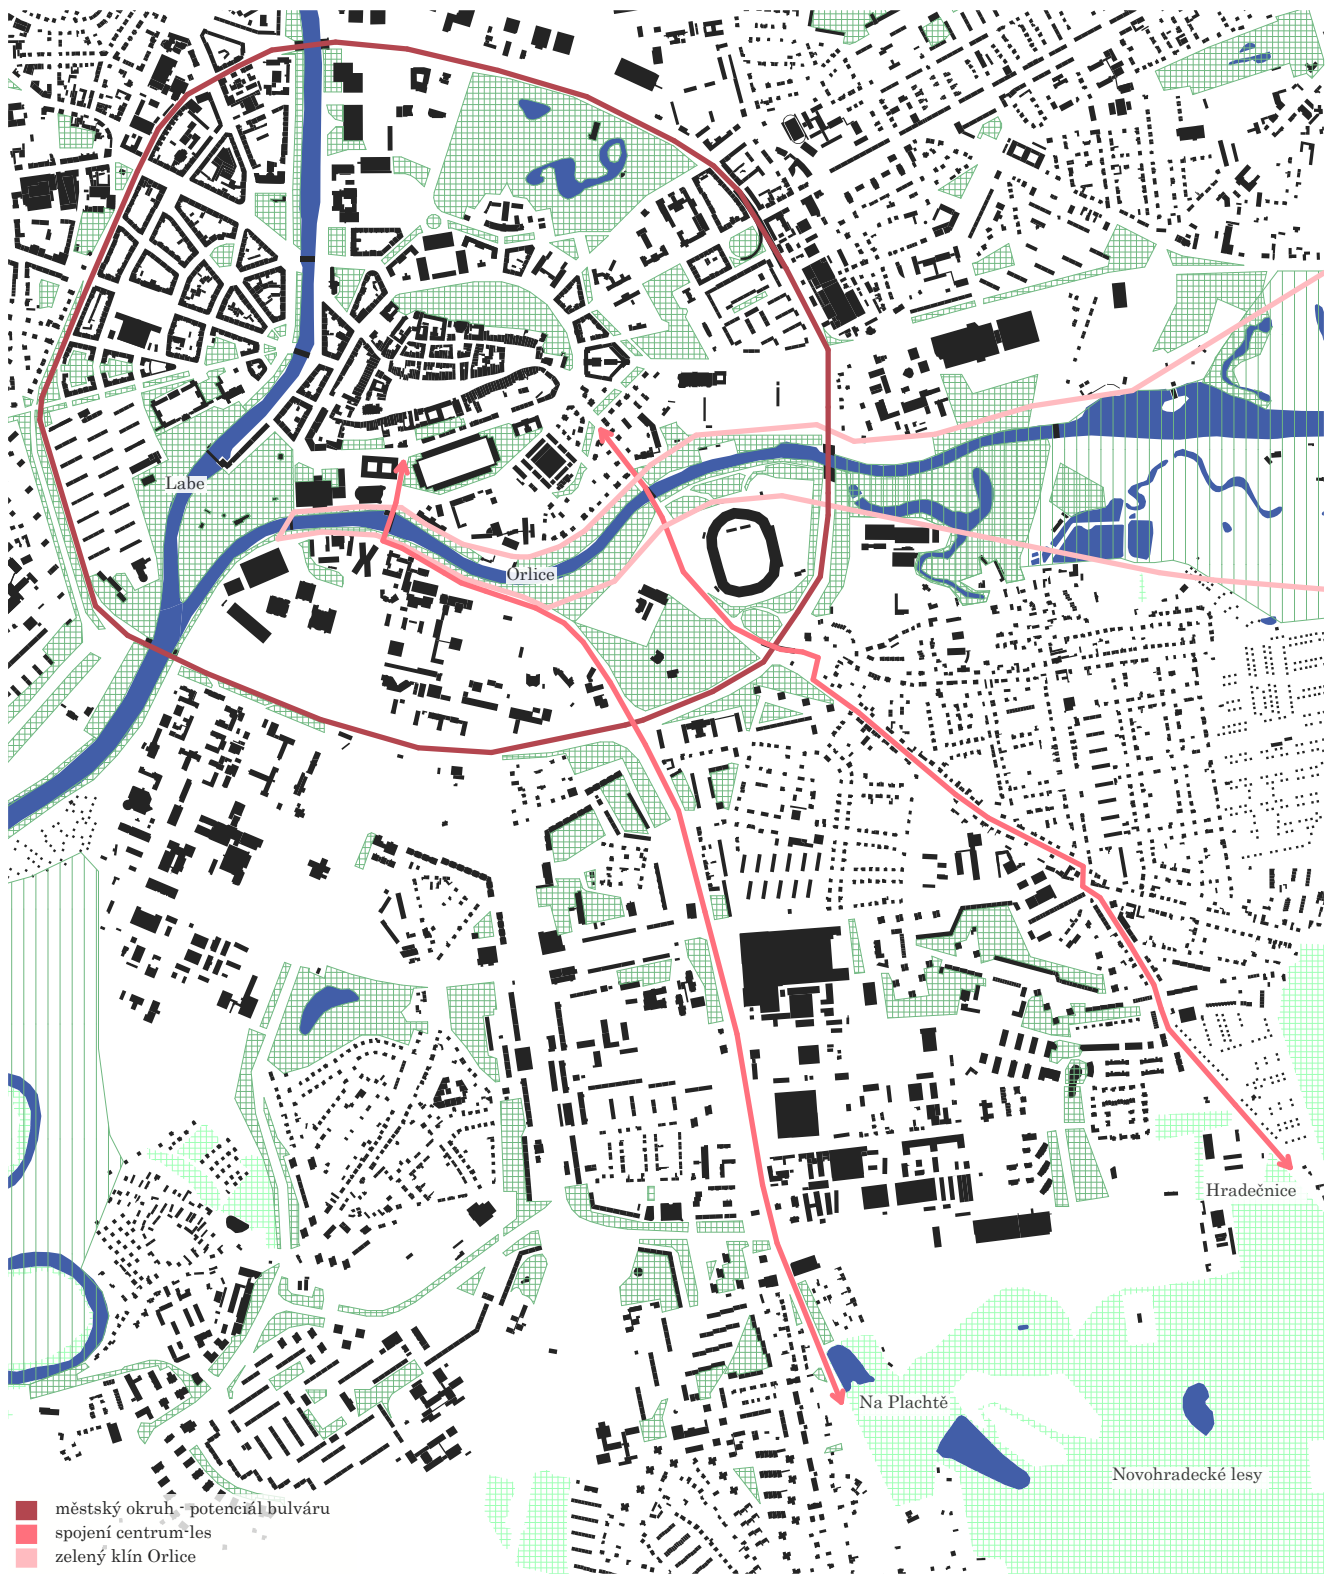 Labe
Orlice
Hradečnice
Na Plachtě
Novohradecké lesy
městský okruh - potenciál bulváru
spojení centrum-les
zelený klín Orlice